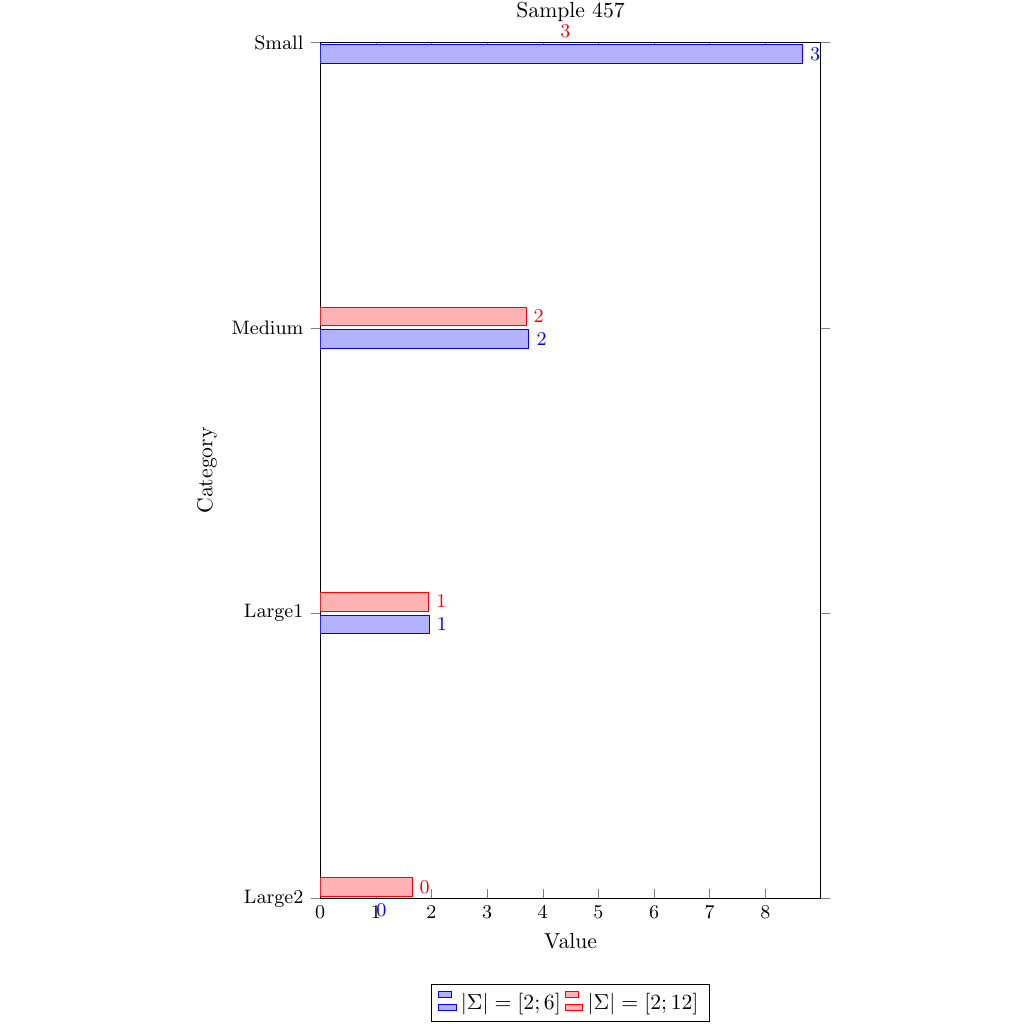 Sample 457
3
Small
3
2
Medium
2
Category
1
Large1
1
0
Large2
0 1 2 3 4 5 6 7 8
0
Value
|Σ| = [2; 6] |Σ| = [2; 12]